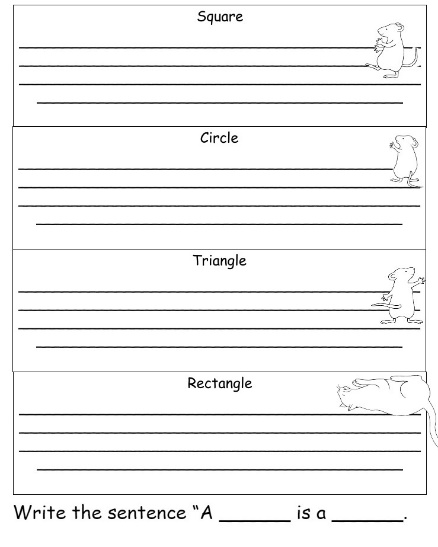 Square
Circle
Triangle
Rectangle
Write the sentence “A ______ is a ______.